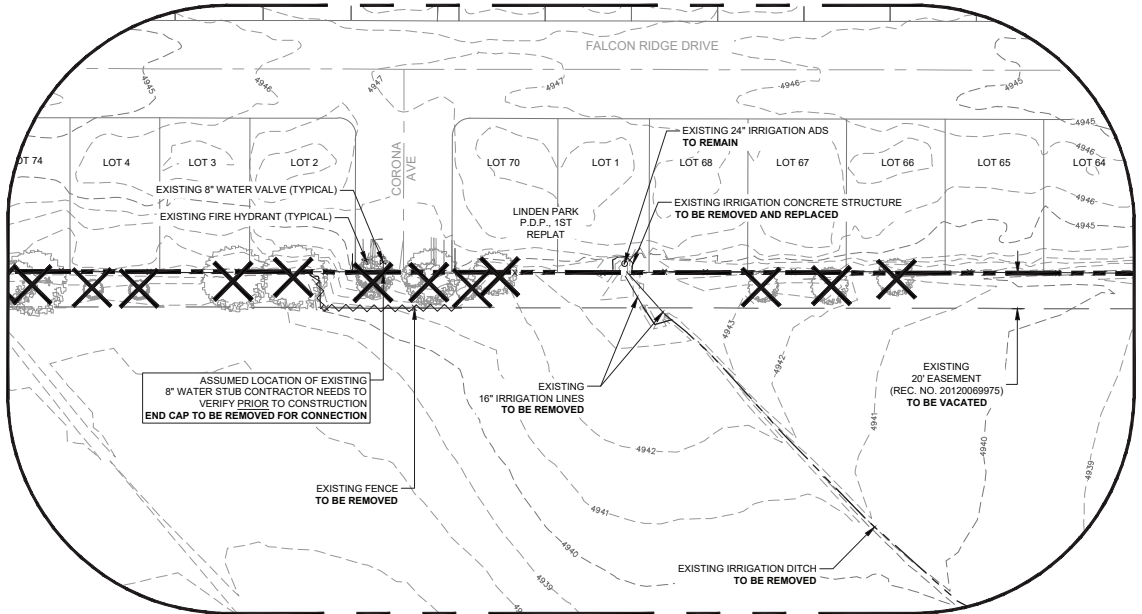 FALCON RIDGE DRIVE
4945
4947
4947
4946
4945
4945
4946
4946
4945
EXISTING 24" IRRIGATION ADS
TO REMAIN
OT 74
LOT 4
LOT 3
LOT 2
CORONA
AVE
LOT 70
LOT 1
LOT 68
LOT 67
LOT 66
LOT 65
LOT 64
EXISTING 8" WATER VALVE (TYPICAL)
EXISTING FIRE HYDRANT (TYPICAL)
LINDEN PARK
P.D.P., 1ST
REPLAT
EXISTING IRRIGATION CONCRETE STRUCTURE
TO BE REMOVED AND REPLACED
4943
4942
4941
4940
4939
ASSUMED LOCATION OF EXISTING
8" WATER STUB CONTRACTOR NEEDS TO
VERIFY PRIOR TO CONSTRUCTION
END CAP TO BE REMOVED FOR CONNECTION
EXISTING
16" IRRIGATION LINES
TO BE REMOVED
EXISTING
20' EASEMENT
(REC. NO. 20120069975)
TO BE VACATED
4942
4941
4940
4939
EXISTING FENCE
TO BE REMOVED
EXISTING IRRIGATION DITCH
TO BE REMOVED